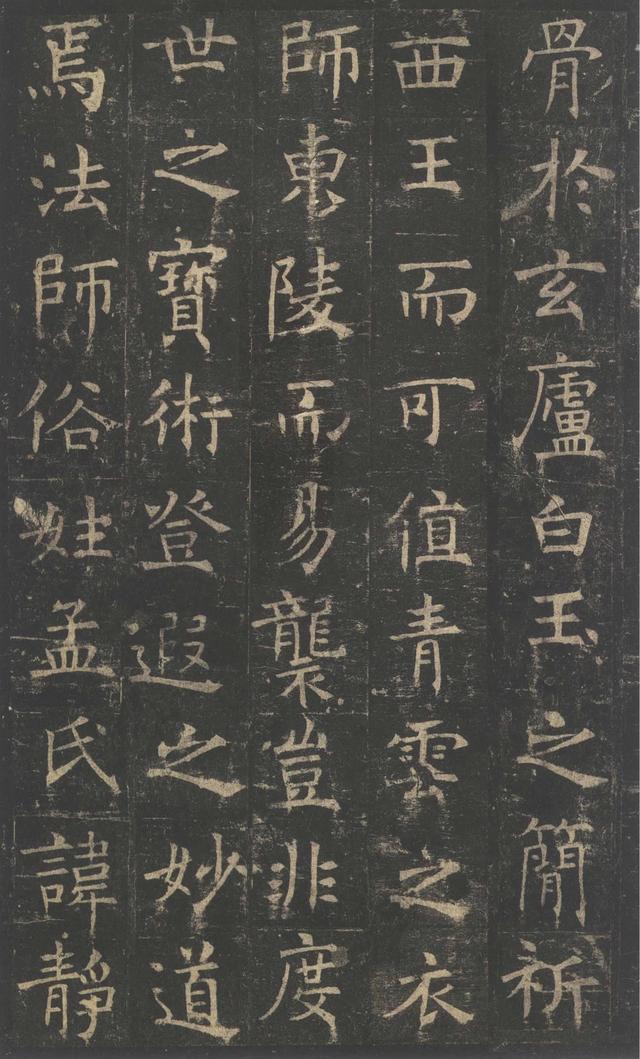 骨於玄廬白玉之簡祈
西王而可值青雲之衣
師東陵而易襲豈非度
世之寶術登遐之妙道
焉法師俗姓孟氏諱靜